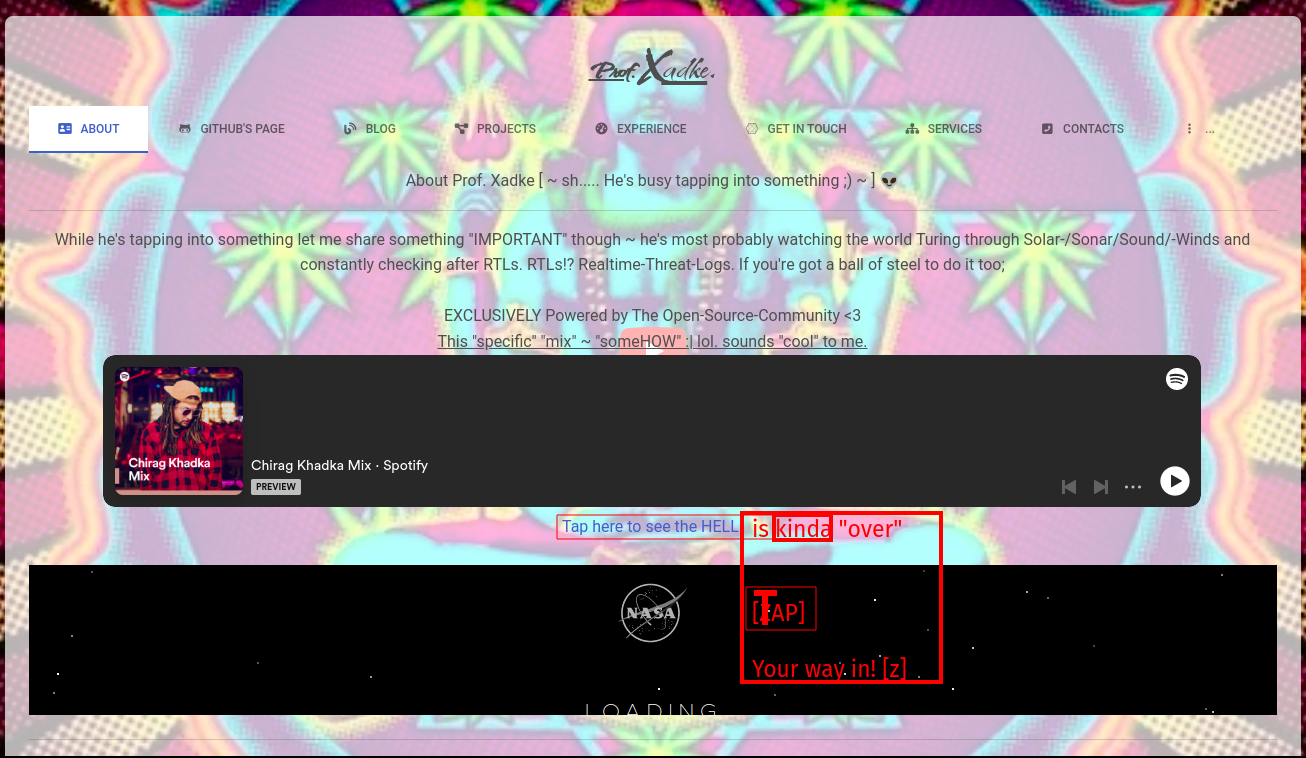 Prof. Xadke.
ABOUT
GITHUB'S PAGE
BLOG
PROJECTS
EXPERIENCE
GET IN TOUCH
SERVICES
CONTACTS
...
About Prof. Xadke [ ~ sh..... He's busy tapping into something ;) ~ ] 👽
While he's tapping into something let me share something "IMPORTANT" though ~ he's most probably watching the world Turing through Solar-/Sonar/Sound/-Winds and
constantly checking after RTLs. RTLs!? Realtime-Threat-Logs. If you're got a ball of steel to do it too;
EXCLUSIVELY Powered by The Open-Source-Community <3
This "specific" "mix" ~ "someHOW" :| lol. sounds "cool" to me.
Chirag Khadka
Mix
Chirag Khadka Mix · Spotify
PREVIEW
Tap here to see the HELL
is kinda "over"
NASA
[ZAP]
T
Your way in! [z]
LOADING